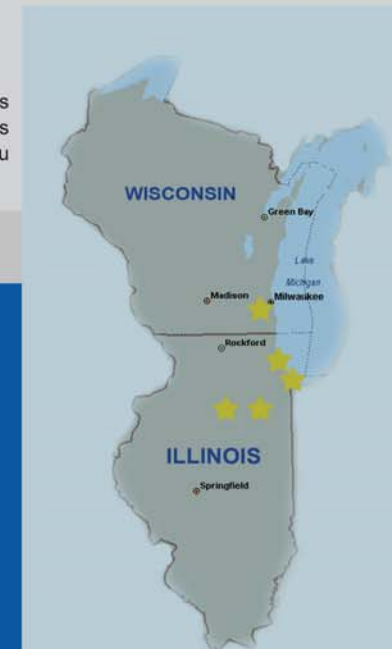 s
s
u
WISCONSIN
Green Bay
Lake
Michigan
Madison
Milwaukee
Rockford
ILLINOIS
Springfield